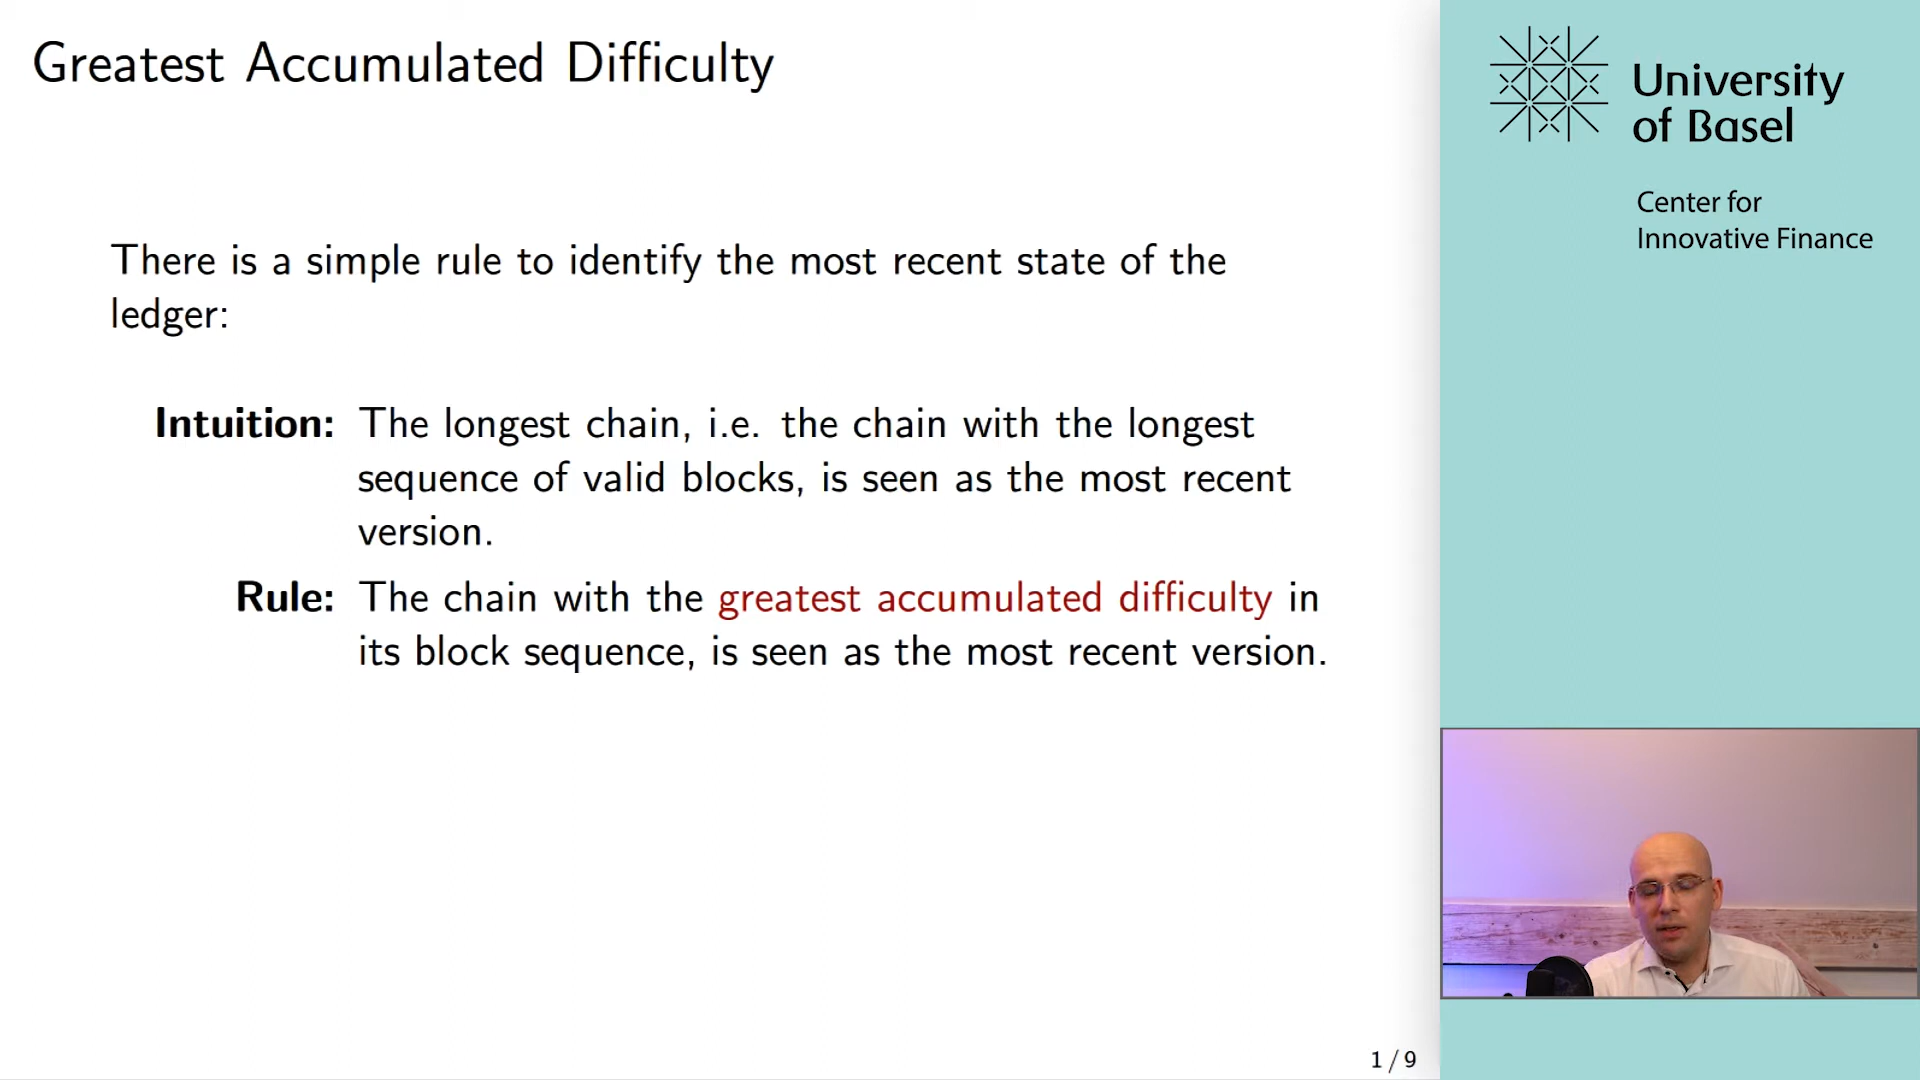 Greatest Accumulated Difficulty
There is a simple rule to identify the most recent state of the
ledger:
Intuition: The longest chain, i.e. the chain with the longest
sequence of valid blocks, is seen as the most recent
version.
Rule: The chain with the greatest accumulated difficulty in
its block sequence, is seen as the most recent version.
1 / 9
University
of Basel
Center for
Innovative Finance